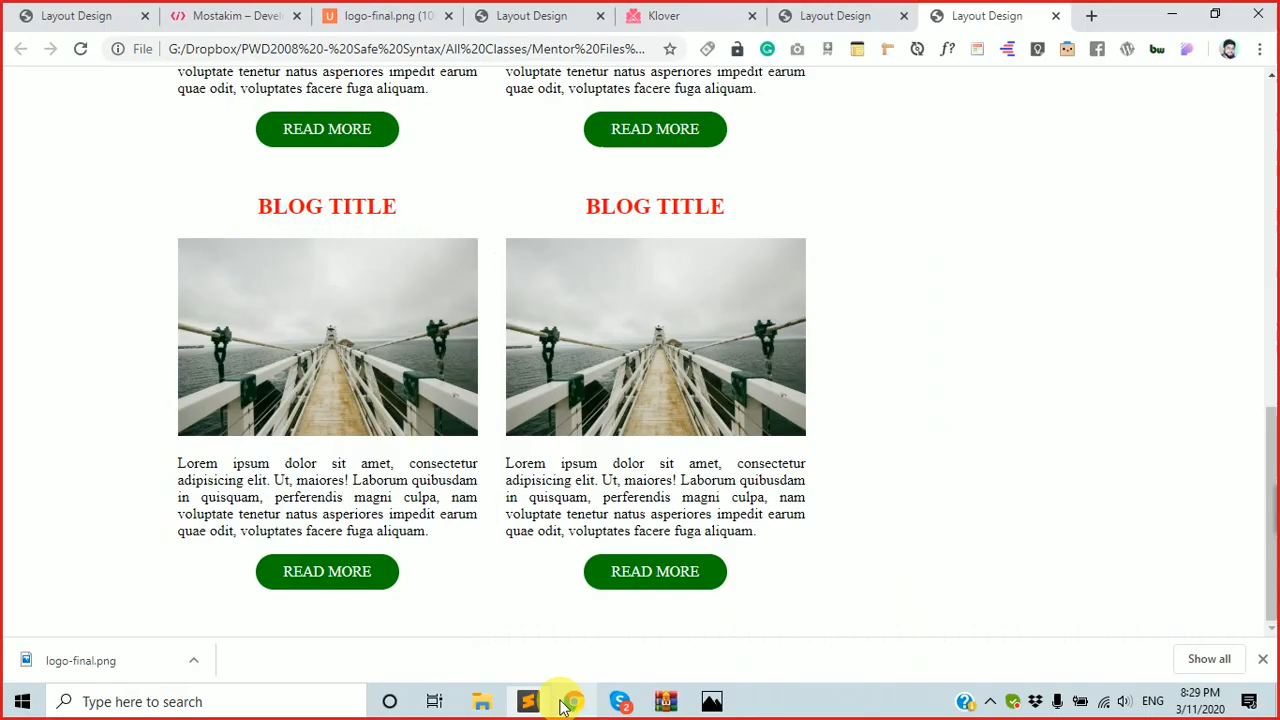 Layout Design
Mostakim – Devel
logo-final.png (10
Layout Design
Klover
Layout Design
Layout Design
File
G:/Dropbox/PWD2008%20-%20Safe%20Syntax/All%20Classes/Mentor%20Files%...
voluptate tenetur natus asperiores impedit earum
quae odit, voluptates facere fuga aliquam.
READ MORE
voluptate tenetur natus asperiores impedit earum
quae odit, voluptates facere fuga aliquam.
READ MORE
BLOG TITLE
Lorem ipsum dolor sit amet, consectetur
adipisicing elit. Ut, maiores! Laborum quibusdam
in quisquam, perferendis magni culpa, nam
voluptate tenetur natus asperiores impedit earum
quae odit, voluptates facere fuga aliquam.
READ MORE
BLOG TITLE
Lorem ipsum dolor sit amet, consectetur
adipisicing elit. Ut, maiores! Laborum quibusdam
in quisquam, perferendis magni culpa, nam
voluptate tenetur natus asperiores impedit earum
quae odit, voluptates facere fuga aliquam.
READ MORE
logo-final.png
Show all
Type here to search
2
ENG
8:29 PM
3/11/2020